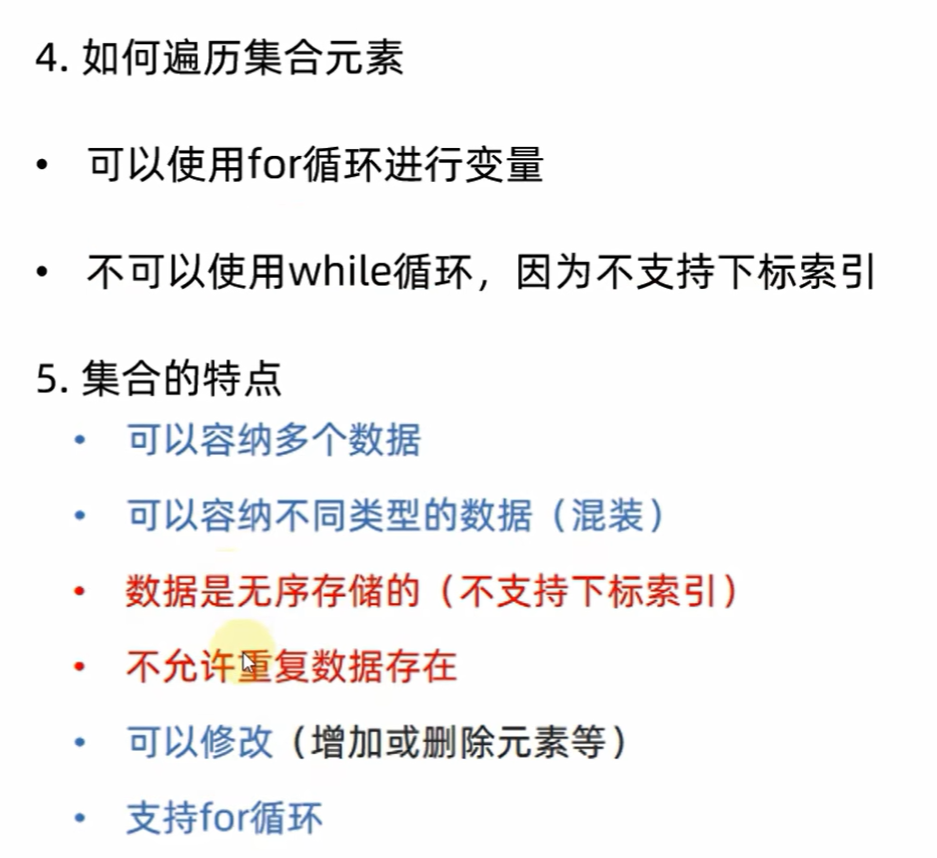 4. 如何遍历集合元素
• 可以使用for循环进行变量
• 不可以使用while循环，因为不支持下标索引
5. 集合的特点
• 可以容纳多个数据
• 可以容纳不同类型的数据（混装）
• 数据是无序存储的（不支持下标索引）
• 不允许重复数据存在
• 可以修改（增加或删除元素等）
• 支持for循环